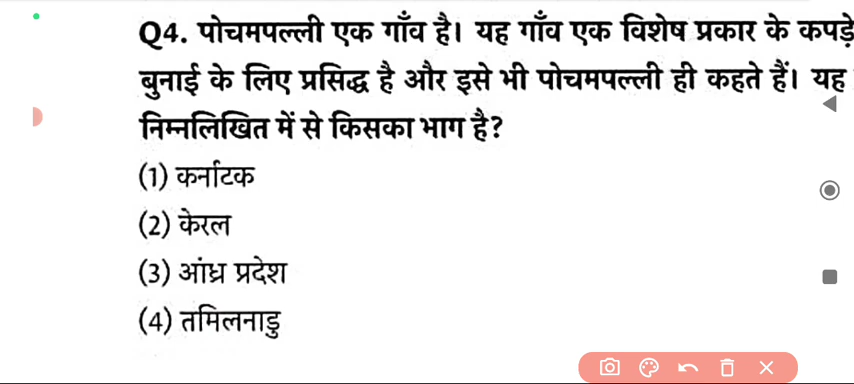 Q4. पोचमपल्ली एक गाँव है। यह गाँव एक विशेष प्रकार के कपड़े
बुनाई के लिए प्रसिद्ध है और इसे भी पोचमपल्ली ही कहते हैं। यह
निम्नलिखित में से किसका भाग है?
(1) कर्नाटक
(2) केरल
(3) आंध्र प्रदेश
(4) तमिलनाडु